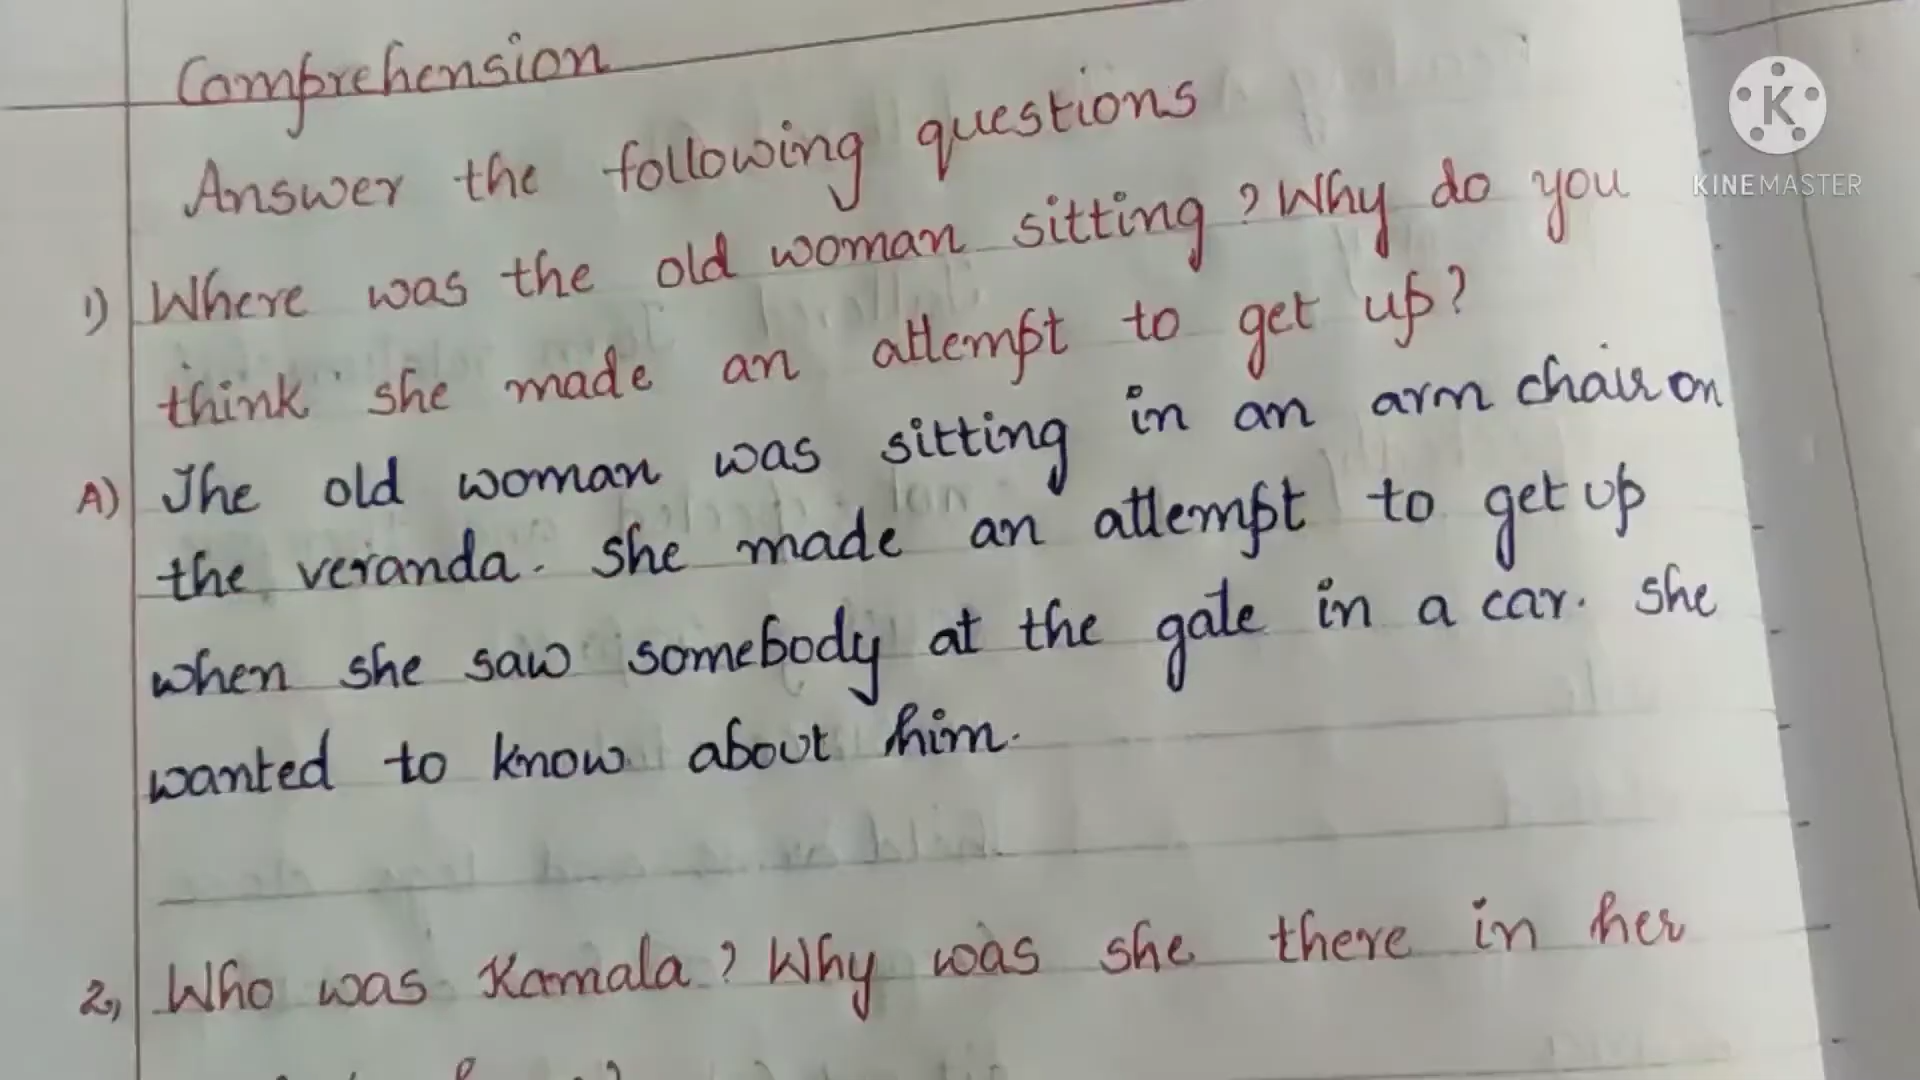 Comprehension
Answer the following questions
1) Where was the old woman sitting? Why do you
think she made an attempt to get up?
A) The old woman was sitting in an arm chair on
the veranda. She made an attempt to get up
when she saw somebody at the gate in a car. She
wanted to know about him.
2, Who was Kamala? Why was she there in her
K
KINEMASTER